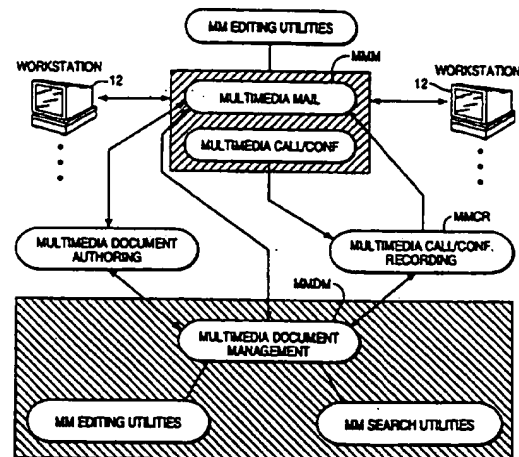 MM EDITING UTILITIES
MMM
WORKSTATION
12
WORKSTATION
12
MULTIMEDIA MAIL
MULTIMEDIA CALL/CONF
MMCR
MULTIMEDIA DOCUMENT
AUTHORING
MULTIMEDIA CALL/CONF.
RECORDING
MMDM
MULTIMEDIA DOCUMENT
MANAGEMENT
MM EDITING UTILITIES
MM SEARCH UTILITIES